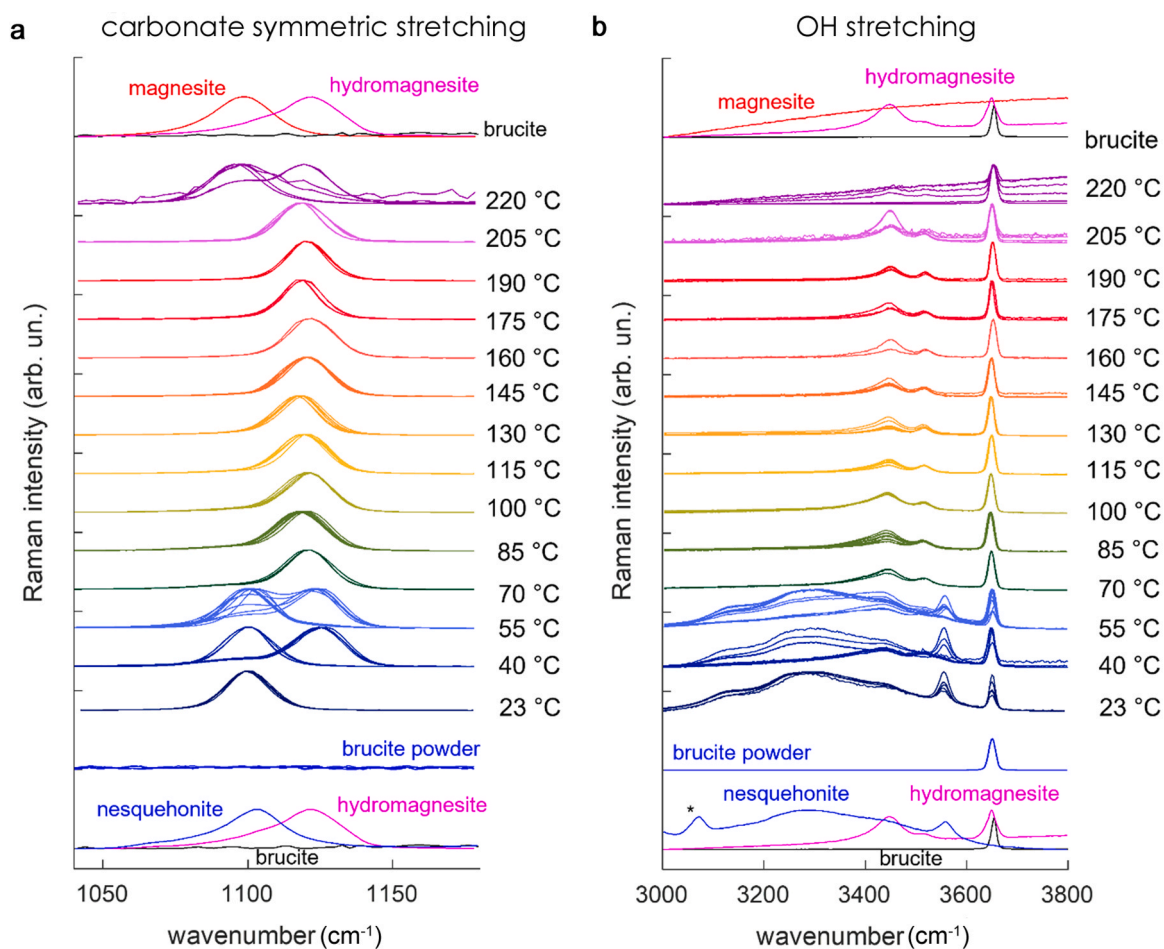 a
carbonate symmetric stretching
magnesite
hydromagnesite
brucite
220 °C
205 °C
190 °C
175 °C
160 °C
145 °C
130 °C
115 °C
100 °C
85 °C
70 °C
55 °C
40 °C
23 °C
brucite powder
nesquehonite
hydromagnesite
brucite
1050
1100
1150
wavenumber (cm⁻¹)
Raman intensity (arb. un.)
b
OH stretching
hydromagnesite
magnesite
brucite
220 °C
205 °C
190 °C
175 °C
160 °C
145 °C
130 °C
115 °C
100 °C
85 °C
70 °C
55 °C
40 °C
23 °C
brucite powder
nesquehonite
hydromagnesite
*
brucite
3000
3200
3400
3600
3800
wavenumber (cm⁻¹)
Raman intensity (arb. un.)